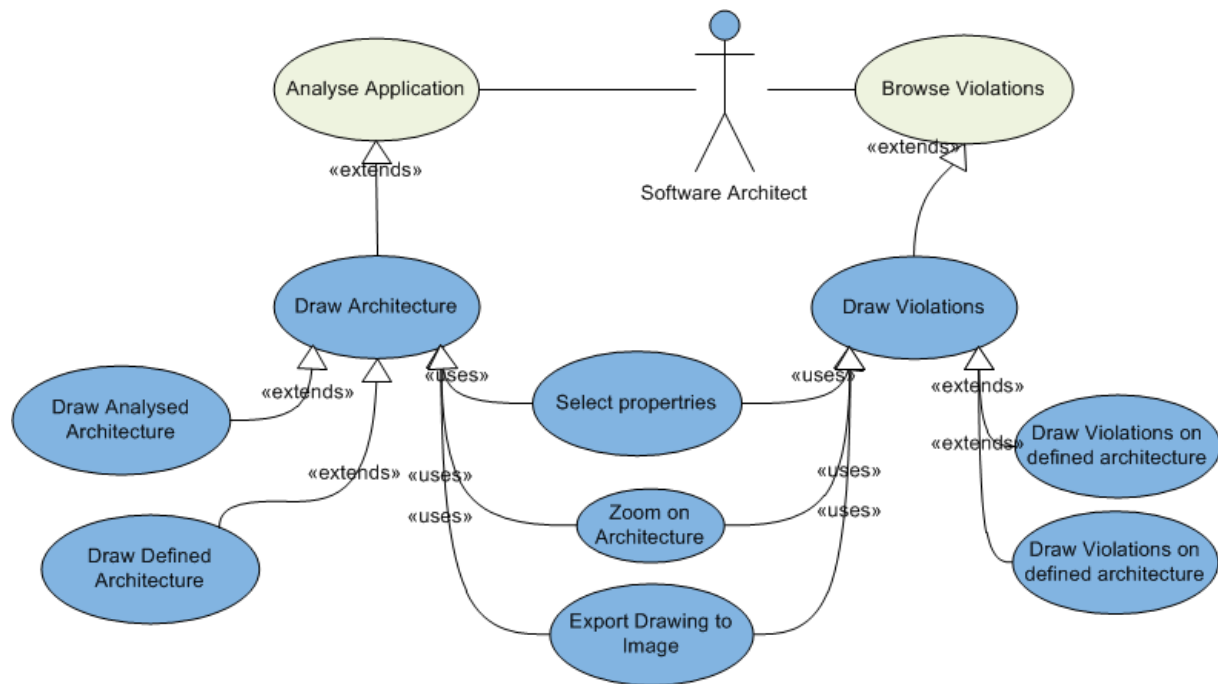 Analyse Application
Browse Violations
«extends»
«extends»
Software Architect
Draw Architecture
Draw Violations
«uses»
«uses»
«extends»
«extends»
Select propertries
Draw Analysed
Architecture
Draw Violations on
defined architecture
«extends»
«extends»
«uses»
«uses»
«uses»
«uses»
Zoom on
Architecture
Draw Defined
Architecture
Draw Violations on
defined architecture
Export Drawing to
Image